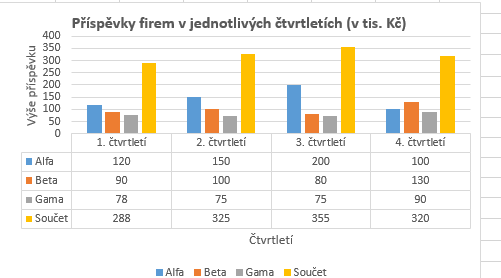 Příspěvky firem v jednotlivých čtvrtletích (v tis. Kč)
Výše příspěvku
400
350
300
250
200
150
100
50
0
1. čtvrtletí 2. čtvrtletí 3. čtvrtletí 4. čtvrtletí
Alfa 120 150 200 100
Beta 90 100 80 130
Gama 78 75 75 90
Součet 288 325 355 320
Čtvrtletí
Alfa Beta Gama Součet